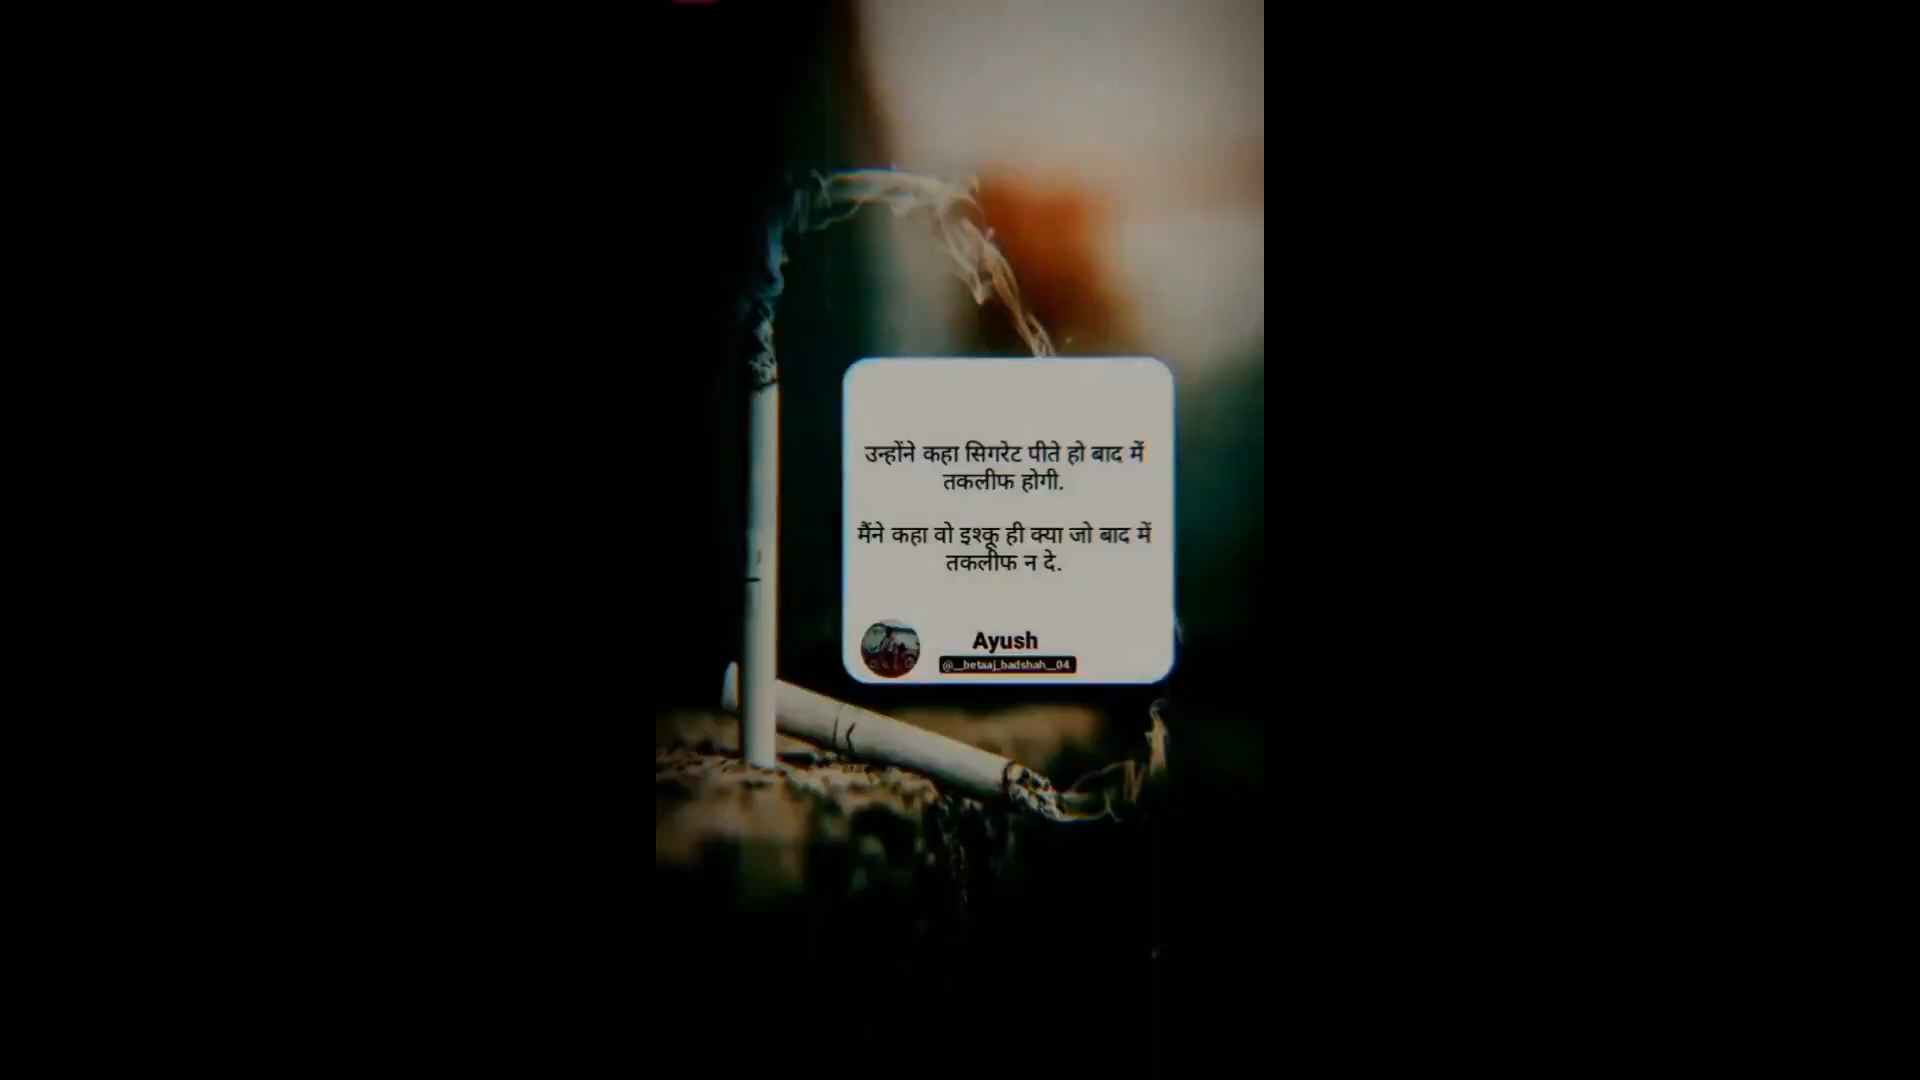 उन्होंने कहा सिगरेट पीते हो बाद में
तकलीफ होगी.
मैंने कहा वो इश्कू ही क्या जो बाद में
तकलीफ न दे.
Ayush
@__betaaj_badshah__04